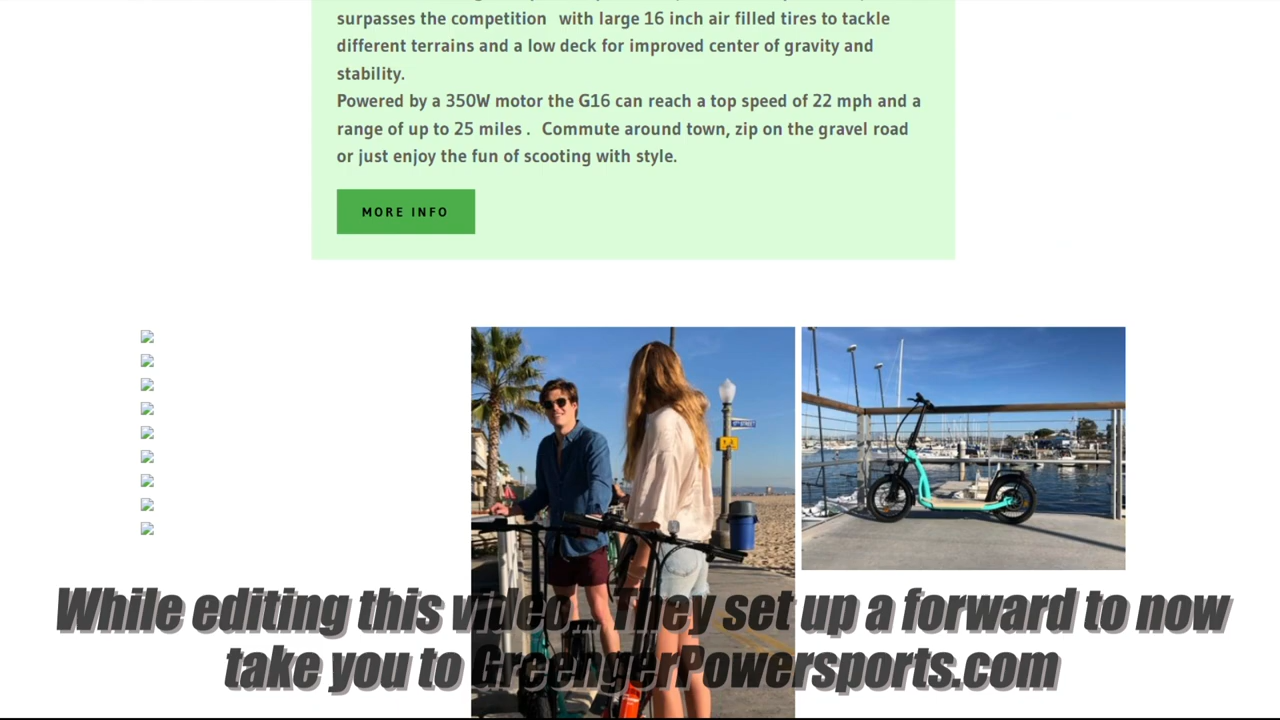 surpasses the competition with large 16 inch air filled tires to tackle
different terrains and a low deck for improved center of gravity and
stability.
Powered by a 350W motor the G16 can reach a top speed of 22 mph and a
range of up to 25 miles . Commute around town, zip on the gravel road
or just enjoy the fun of scooting with style.
MORE INFO
While editing this video... They set up a forward to now
take you to GreengerPowersports.com